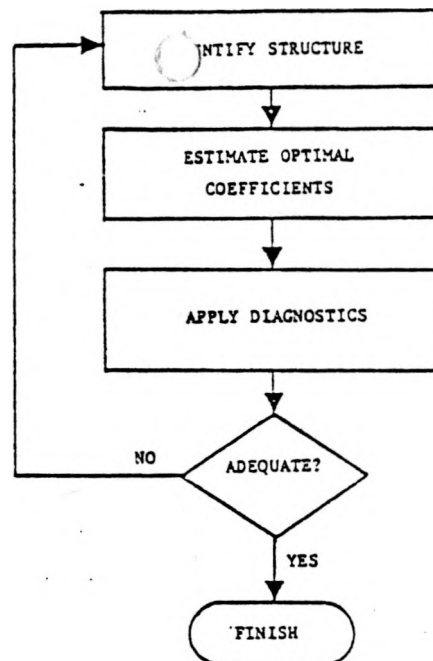 NTIFY STRUCTURE
ESTIMATE OPTIMAL
COEFFICIENTS
APPLY DIAGNOSTICS
NO
ADEQUATE?
YES
FINISH